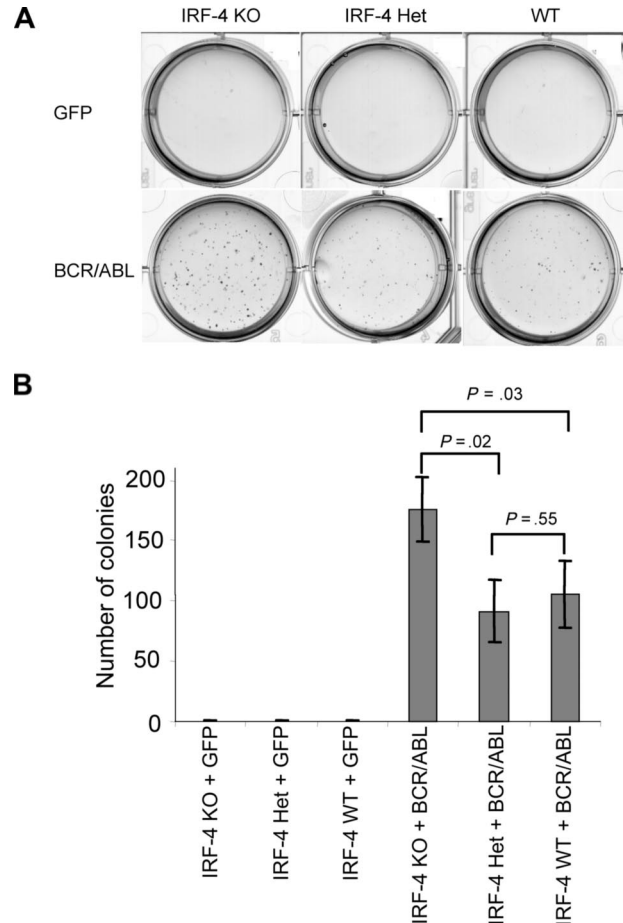 A
IRF-4 KO IRF-4 Het WT
GFP
BCR/ABL
B
P = .03
P = .02
P = .55
Number of colonies
200
150
100
50
0
IRF-4 KO + GFP
IRF-4 Het + GFP
IRF-4 WT + GFP
IRF-4 KO + BCR/ABL
IRF-4 Het + BCR/ABL
IRF-4 WT + BCR/ABL